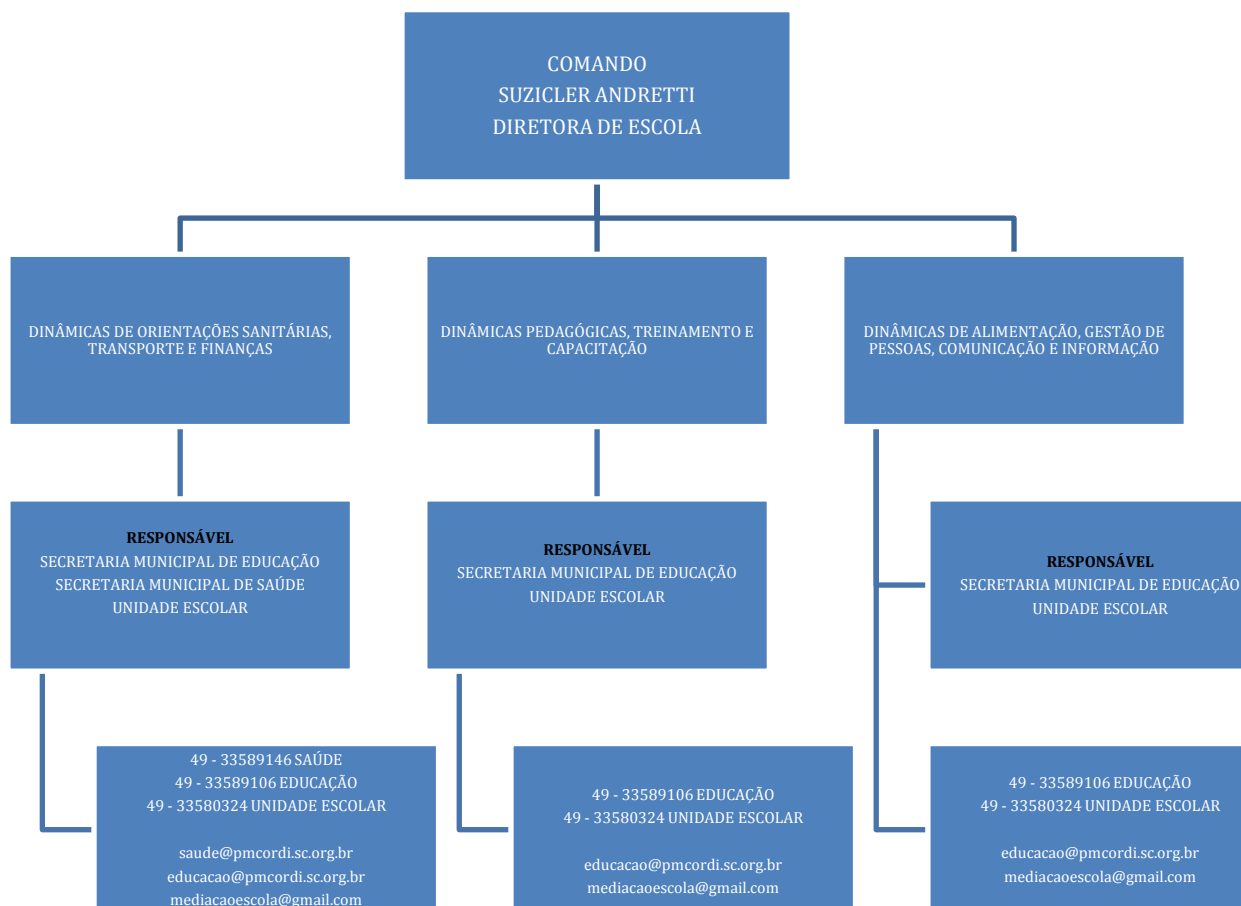 COMANDO
SUZICLER ANDRETTI
DIRETORA DE ESCOLA
DINÂMICAS DE ORIENTAÇÕES SANITÁRIAS,
TRANSPORTE E FINANÇAS
DINÂMICAS PEDAGÓGICAS, TREINAMENTO E
CAPACITAÇÃO
DINÂMICAS DE ALIMENTAÇÃO, GESTÃO DE
PESSOAS, COMUNICAÇÃO E INFORMAÇÃO
RESPONSÁVEL
SECRETARIA MUNICIPAL DE EDUCAÇÃO
SECRETARIA MUNICIPAL DE SAÚDE
UNIDADE ESCOLAR
RESPONSÁVEL
SECRETARIA MUNICIPAL DE EDUCAÇÃO
UNIDADE ESCOLAR
RESPONSÁVEL
SECRETARIA MUNICIPAL DE EDUCAÇÃO
UNIDADE ESCOLAR
49 - 33589146 SAÚDE
49 - 33589106 EDUCAÇÃO
49 - 33580324 UNIDADE ESCOLAR
saude@pmcordi.sc.org.br
educacao@pmcordi.sc.org.br
mediacaoescola@gmail.com
49 - 33589106 EDUCAÇÃO
49 - 33580324 UNIDADE ESCOLAR
educacao@pmcordi.sc.org.br
mediacaoescola@gmail.com
49 - 33589106 EDUCAÇÃO
49 - 33580324 UNIDADE ESCOLAR
educacao@pmcordi.sc.org.br
mediacaoescola@gmail.com